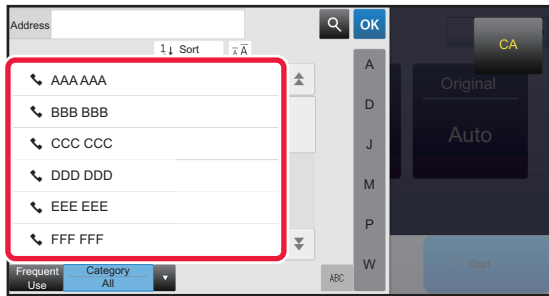 Address
OK
CA
1↓ Sort
A Ā
A
AAA AAA
Original
BBB BBB
D
Auto
CCC CCC
J
DDD DDD
M
EEE EEE
P
FFF FFF
W
Frequent
Use
Category
All
▼
ABC
Start